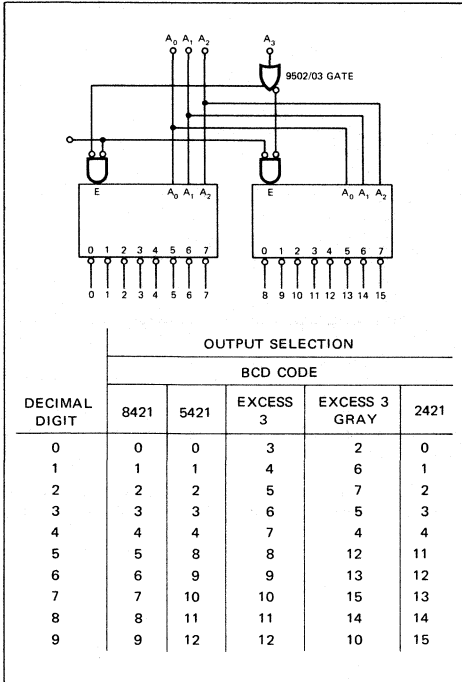 A0 A1 A2 A3
9502/03 GATE
E A0 A1 A2 E A0 A1 A2
0 1 2 3 4 5 6 7 0 1 2 3 4 5 6 7
0 1 2 3 4 5 6 7 8 9 10 11 12 13 14 15
OUTPUT SELECTION
BCD CODE
DECIMAL DIGIT 8421 5421 EXCESS 3 EXCESS 3 GRAY 2421
0 0 0 3 2 0
1 1 1 4 6 1
2 2 2 5 7 2
3 3 3 6 5 3
4 4 4 7 4 4
5 5 8 8 12 11
6 6 9 9 13 12
7 7 10 10 15 13
8 8 11 11 14 14
9 9 12 12 10 15